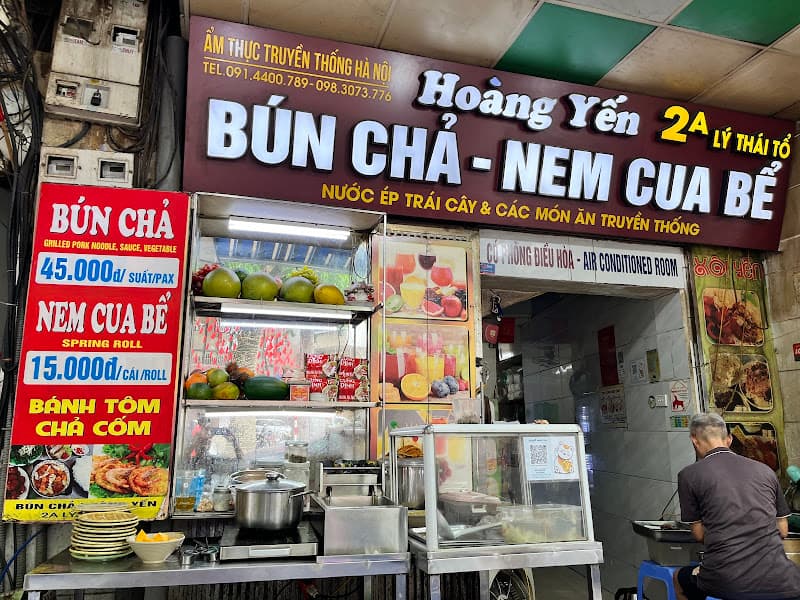 ẨM THỰC TRUYỀN THỐNG HÀ NỘI
TEL.091.4400.789- 098.3073.776
Hoàng Yến
2A LÝ THÁI TỔ
BÚN CHẢ - NEM CUA BỂ
NƯỚC ÉP TRÁI CÂY & CÁC MÓN ĂN TRUYỀN THỐNG
CÓ PHÒNG ĐIỀU HÒA - AIR CONDITIONED ROOM
BÚN CHẢ
GRILLED PORK NOODLE, SAUCE, VEGETABLE
45.000đ/ SUẤT/PAX
NEM CUA BỂ
SPRING ROLL
15.000đ/CÁI/ROLL
BÁNH TÔM
CHẢ CỐM
BÚN CHẢ
YẾN
2A LÝ